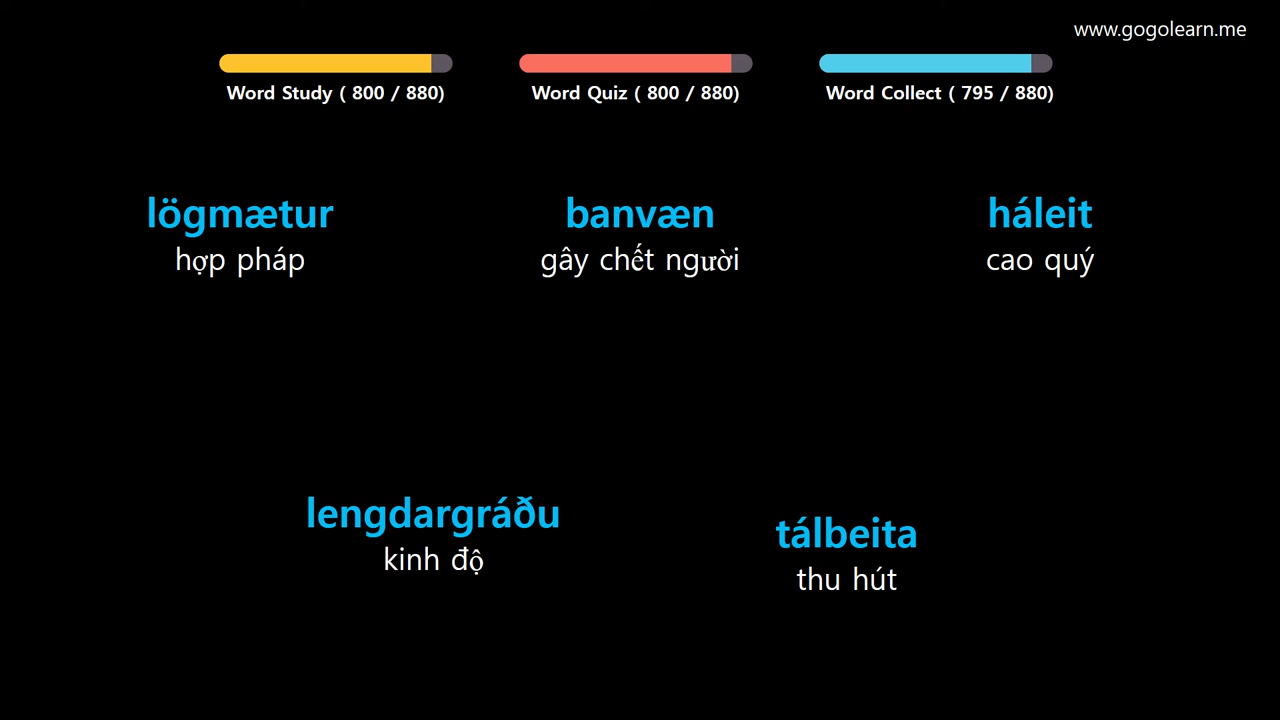 www.gogolearn.me
Word Study ( 800 / 880)
Word Quiz ( 800 / 880)
Word Collect ( 795 / 880)
lögmætur
hợp pháp
banvæn
gây chết người
háleit
cao quý
lengdargráðu
kinh độ
tálbeita
thu hút